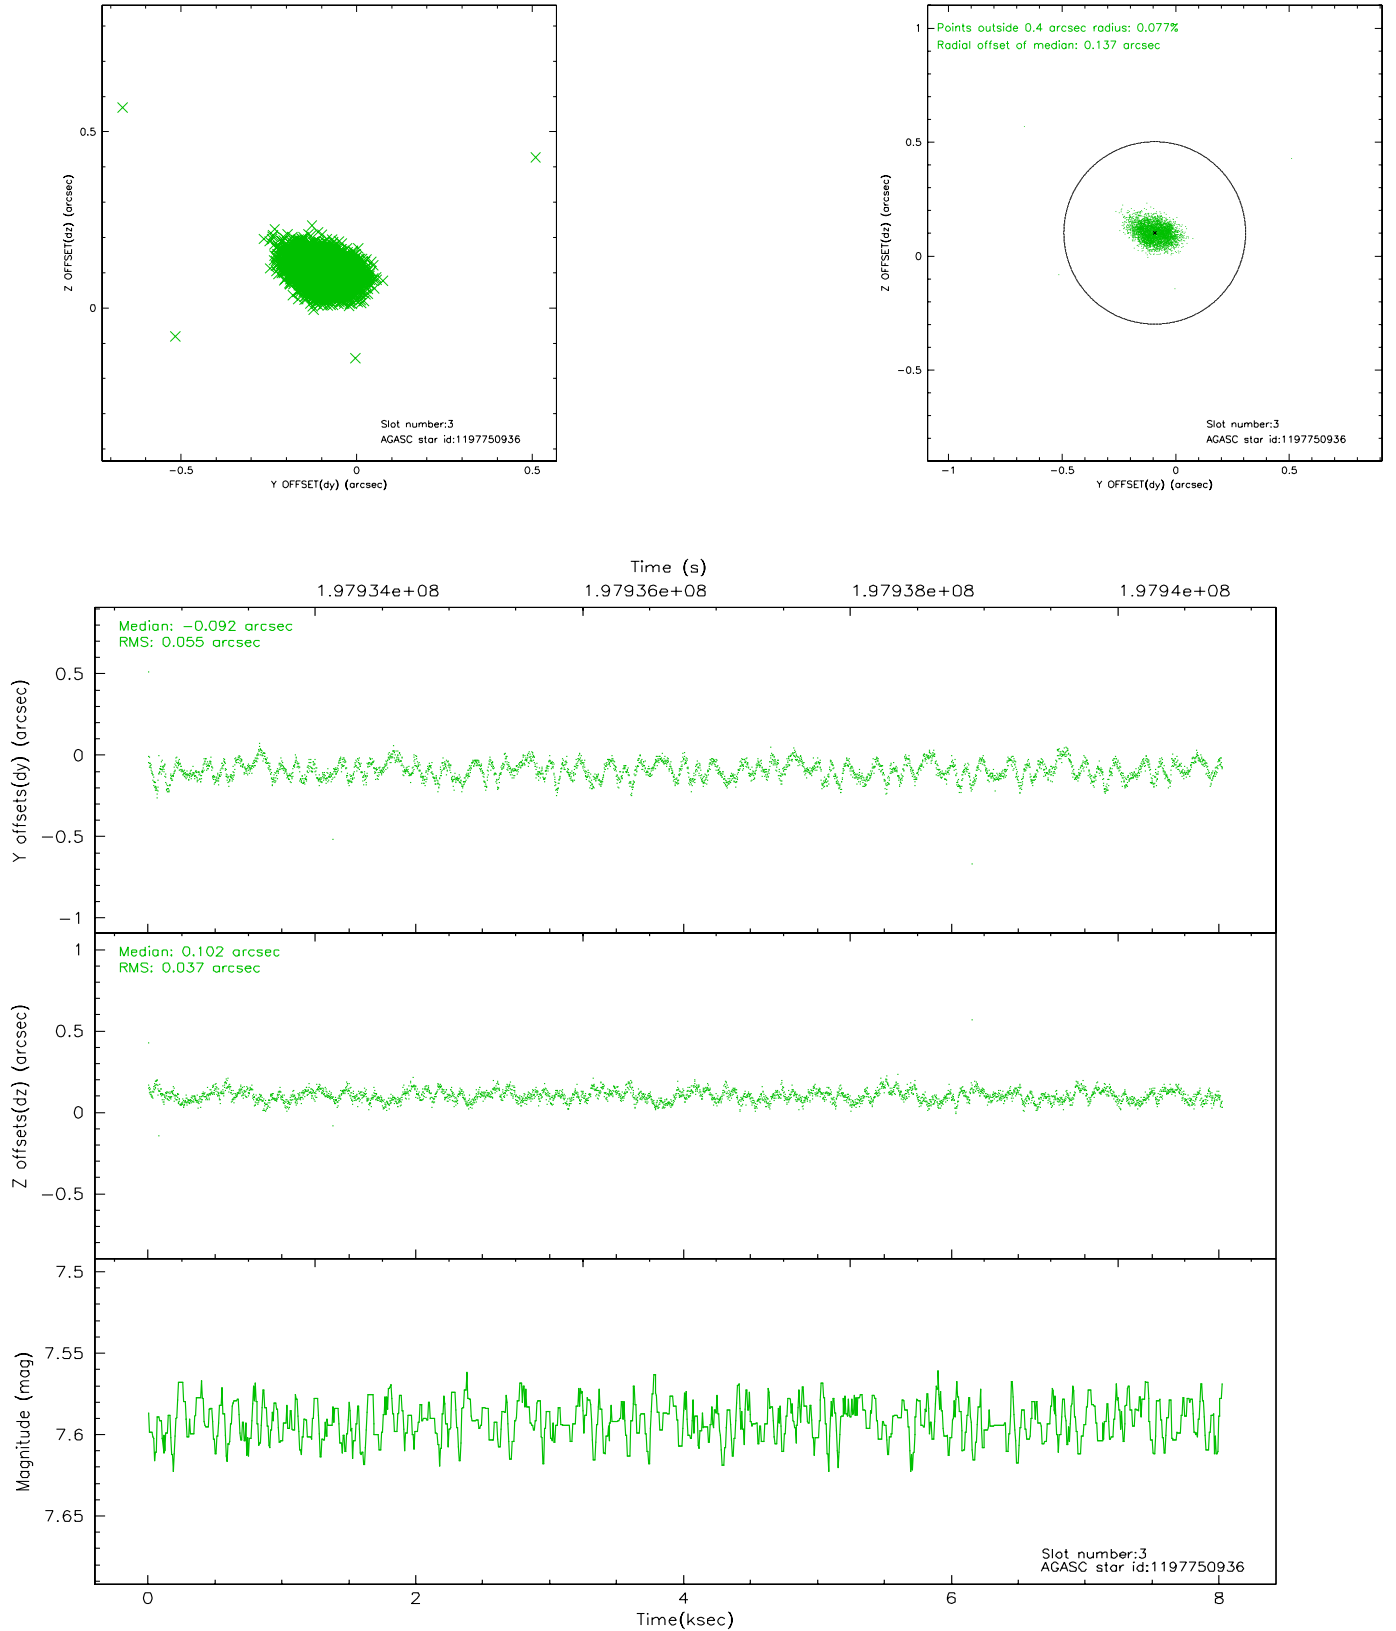 0.5
0
Z OFFSET(dz) (arcsec)
Slot number:3
AGASC star id:1197750936
-0.5 0 0.5
Y OFFSET(dy) (arcsec)
Points outside 0.4 arcsec radius: 0.077%
Radial offset of median: 0.137 arcsec
1
0.5
0
-0.5
Z OFFSET(dz) (arcsec)
Slot number:3
AGASC star id:1197750936
-1 -0.5 0 0.5
Y OFFSET(dy) (arcsec)
Time (s)
1.97934e+08 1.97936e+08 1.97938e+08 1.9794e+08
Median: -0.092 arcsec
RMS: 0.055 arcsec
0.5
0
-0.5
-1
Y offsets(dy) (arcsec)
Median: 0.102 arcsec
RMS: 0.037 arcsec
1
0.5
0
-0.5
Z offsets(dz) (arcsec)
7.5
7.55
7.6
7.65
Magnitude (mag)
Slot number:3
AGASC star id:1197750936
0 2 4 6 8
Time(ksec)